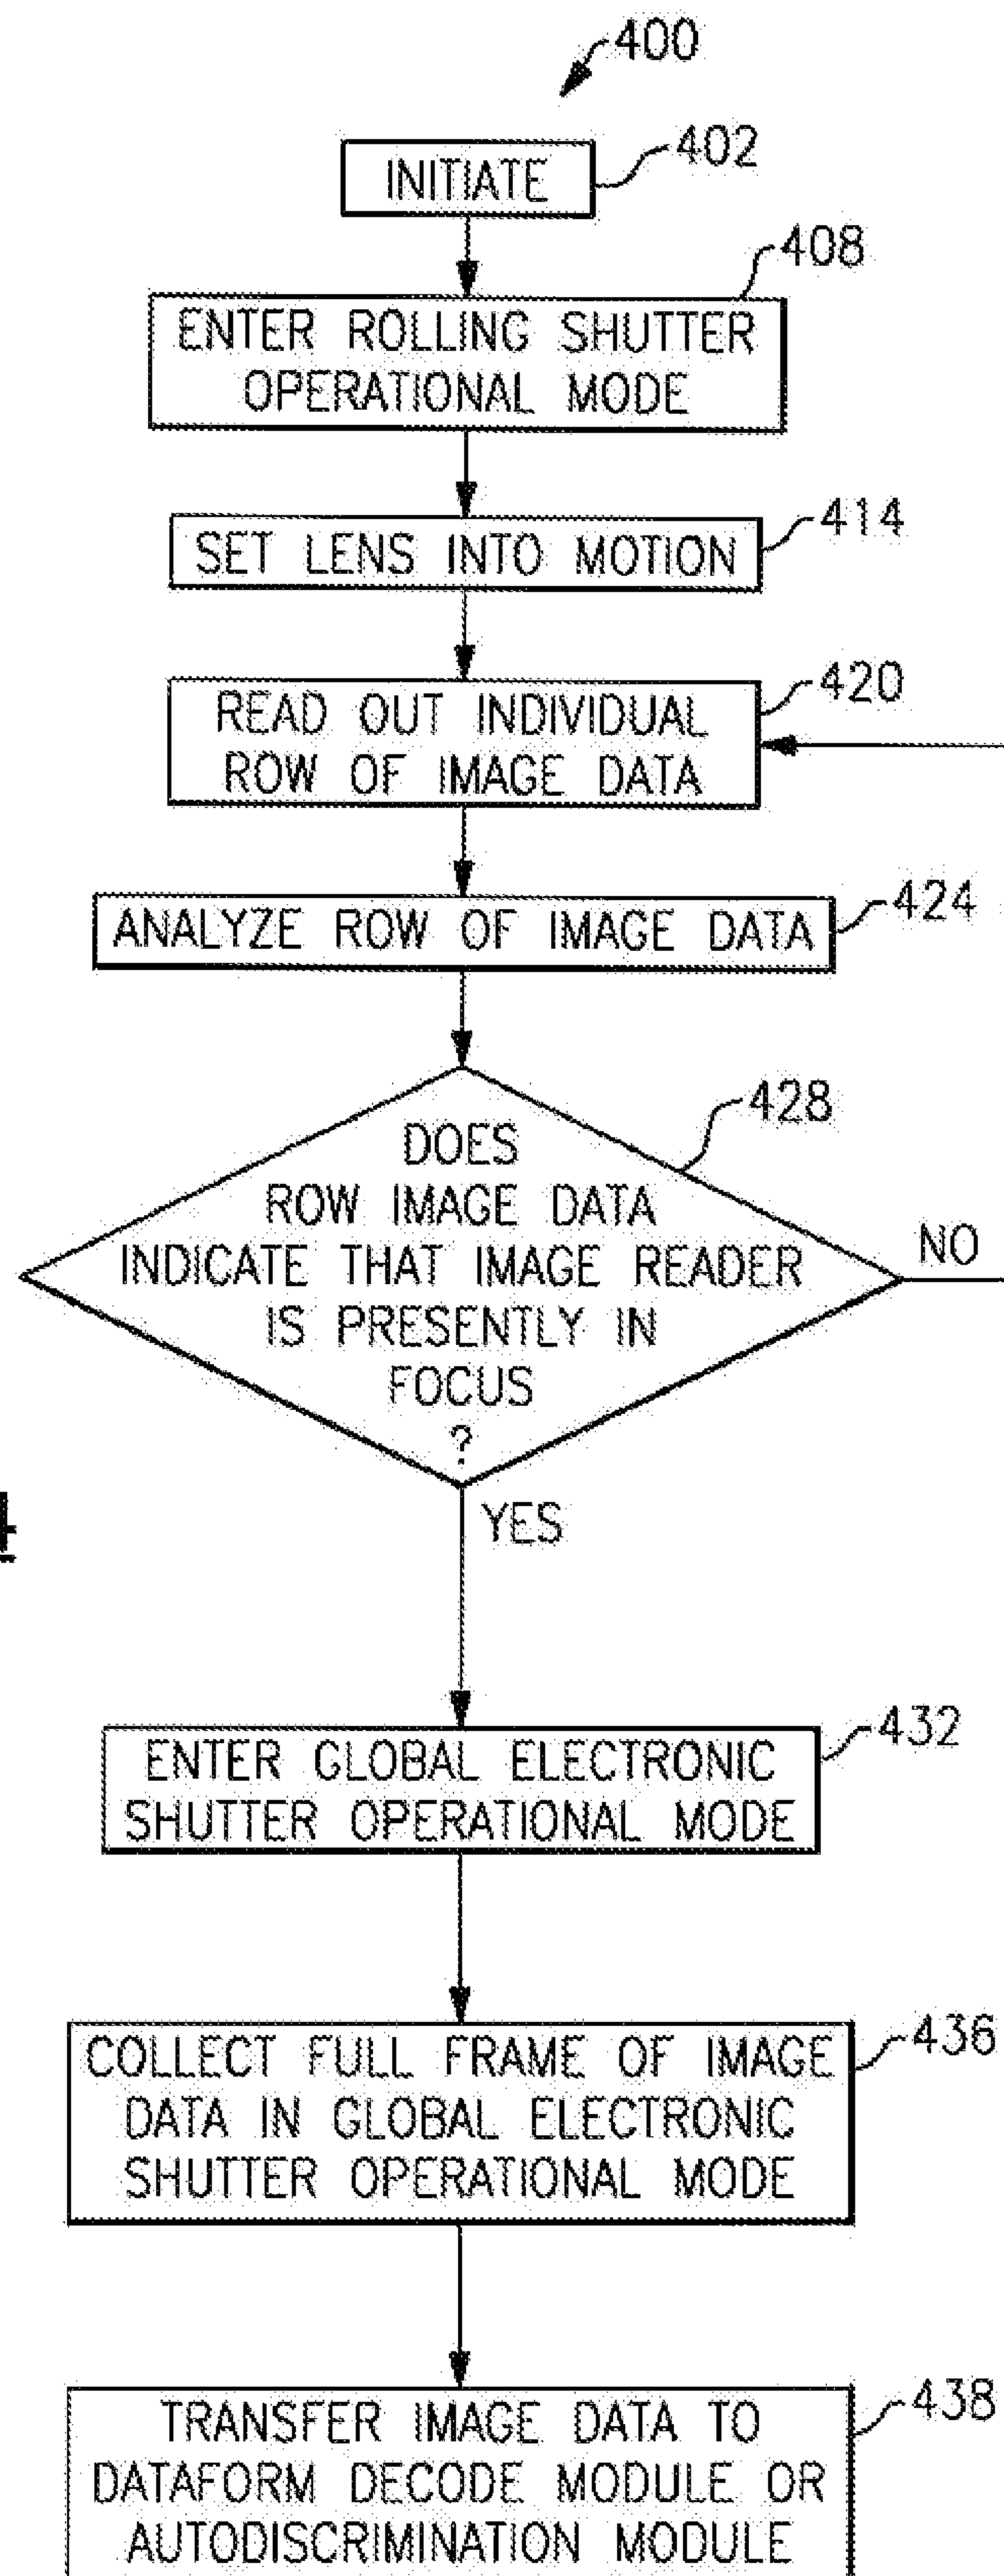 400
402
INITIATE
408
ENTER ROLLING SHUTTER
OPERATIONAL MODE
414
SET LENS INTO MOTION
420
READ OUT INDIVIDUAL
ROW OF IMAGE DATA
424
ANALYZE ROW OF IMAGE DATA
428
DOES
ROW IMAGE DATA
INDICATE THAT IMAGE READER
IS PRESENTLY IN
FOCUS
?
NO
YES
4
432
ENTER GLOBAL ELECTRONIC
SHUTTER OPERATIONAL MODE
436
COLLECT FULL FRAME OF IMAGE
DATA IN GLOBAL ELECTRONIC
SHUTTER OPERATIONAL MODE
438
TRANSFER IMAGE DATA TO
DATAFORM DECODE MODULE OR
AUTODISCRIMINATION MODULE